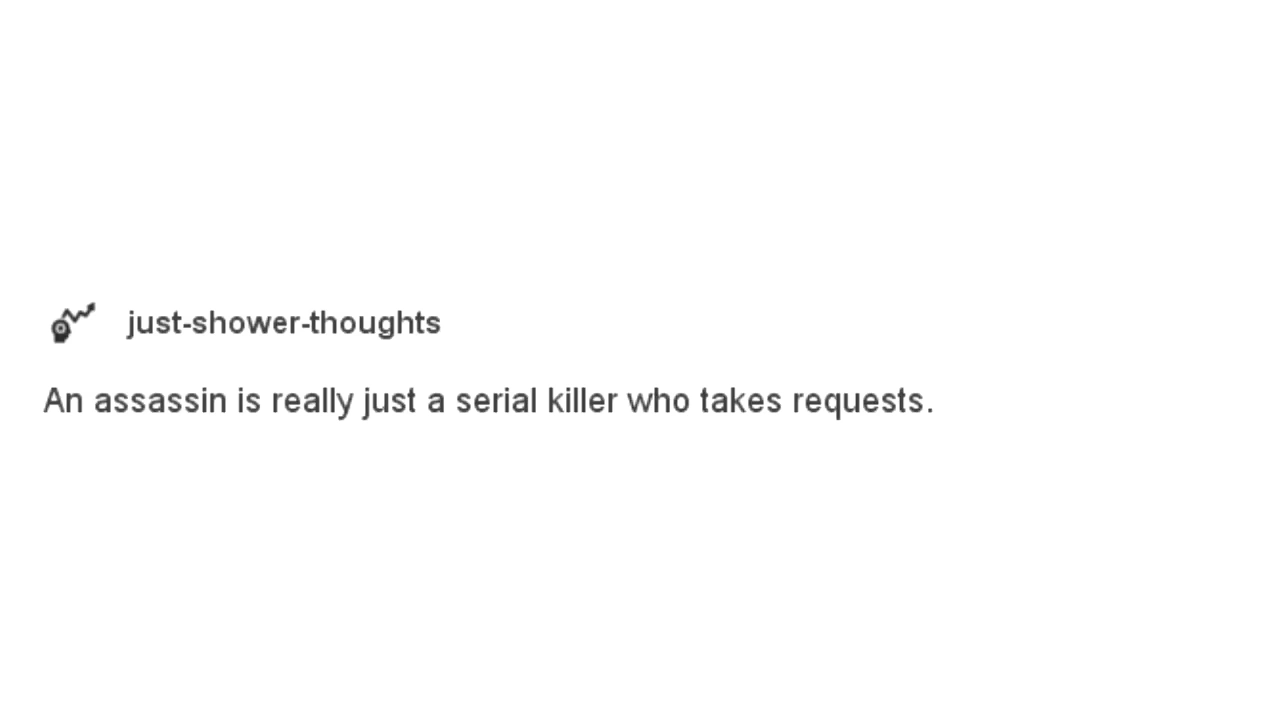 just-shower-thoughts
An assassin is really just a serial killer who takes requests.